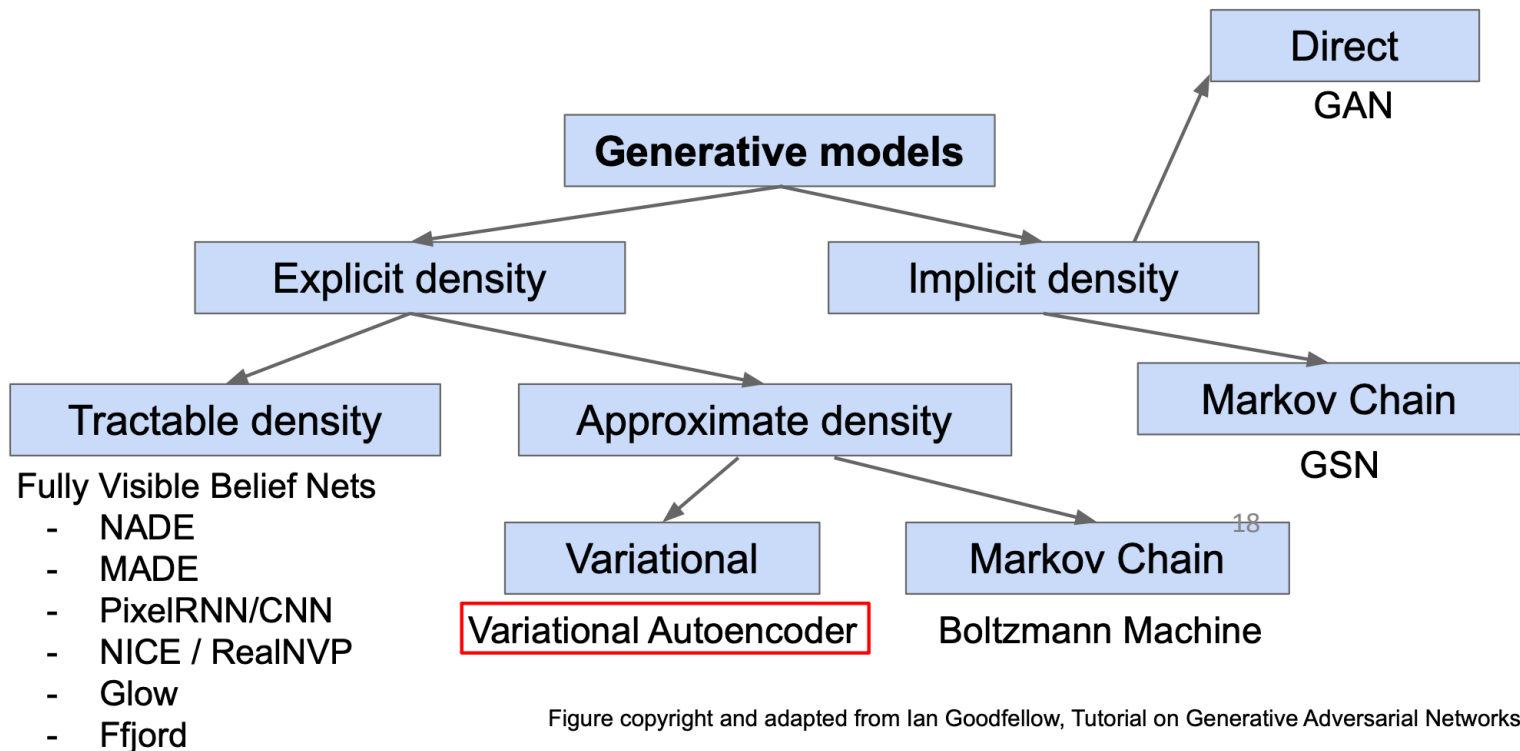 Direct
GAN
Generative models
Explicit density
Implicit density
Tractable density
Approximate density
Markov Chain
GSN
Fully Visible Belief Nets
- NADE
- MADE
- PixelRNN/CNN
- NICE / RealNVP
- Glow
- Ffjord
18
Variational
Markov Chain
Variational Autoencoder
Boltzmann Machine
Figure copyright and adapted from Ian Goodfellow, Tutorial on Generative Adversarial Networks